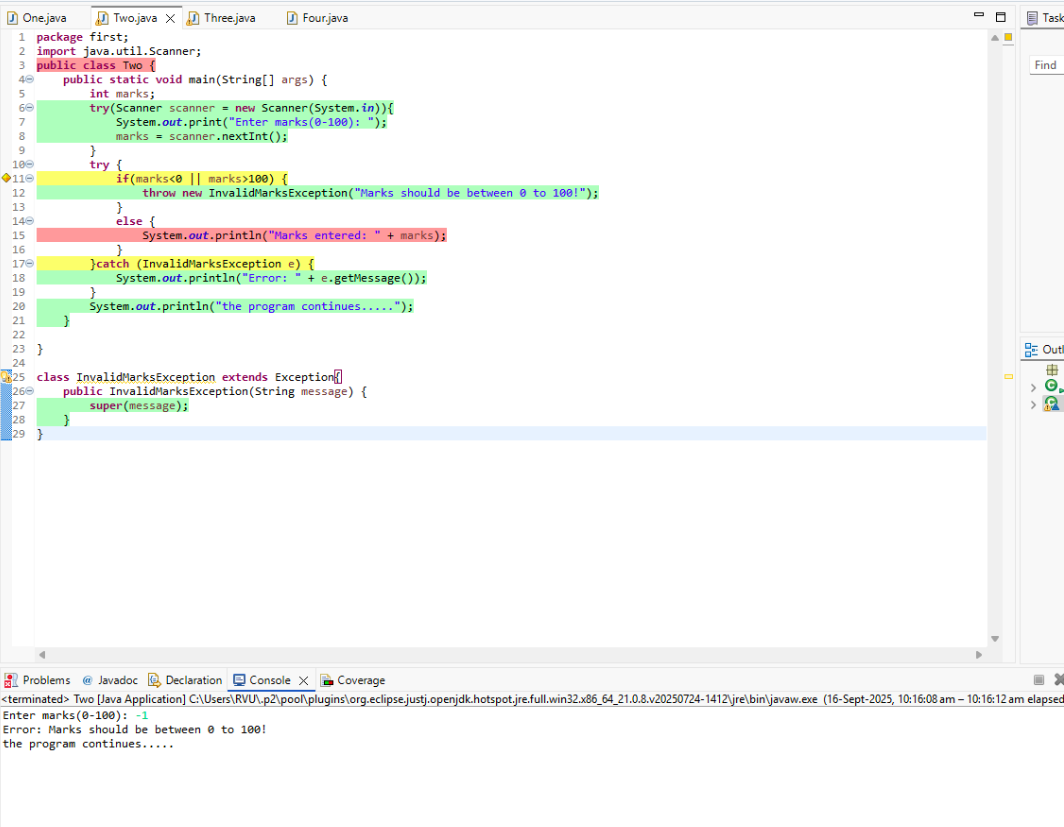 One.java Two.java Three.java Four.java Task
Find
1 package first;
2 import java.util.Scanner;
3 public class Two {
4 public static void main(String[] args) {
5 int marks;
6 try(Scanner scanner = new Scanner(System.in)){
7 System.out.print("Enter marks(0-100): ");
8 marks = scanner.nextInt();
9 }
10 try {
11 if(marks<0 || marks>100) {
12 throw new InvalidMarksException("Marks should be between 0 to 100!");
13 }
14 else {
15 System.out.println("Marks entered: " + marks);
16 }
17 }catch (InvalidMarksException e) {
18 System.out.println("Error: " + e.getMessage());
19 }
20 System.out.println("the program continues.....");
21 }
22
23 }
24
25 class InvalidMarksException extends Exception{
26 public InvalidMarksException(String message) {
27 super(message);
28 }
29 }
Outl
Problems @ Javadoc Declaration Console Coverage
<terminated> Two [Java Application] C:\Users\RVU\.p2\pool\plugins\org.eclipse.justj.openjdk.hotspot.jre.full.win32.x86_64_21.0.8.v20250724-1412\jre\bin\javaw.exe (16-Sept-2025, 10:16:08 am – 10:16:12 am elapsed
Enter marks(0-100): -1
Error: Marks should be between 0 to 100!
the program continues.....